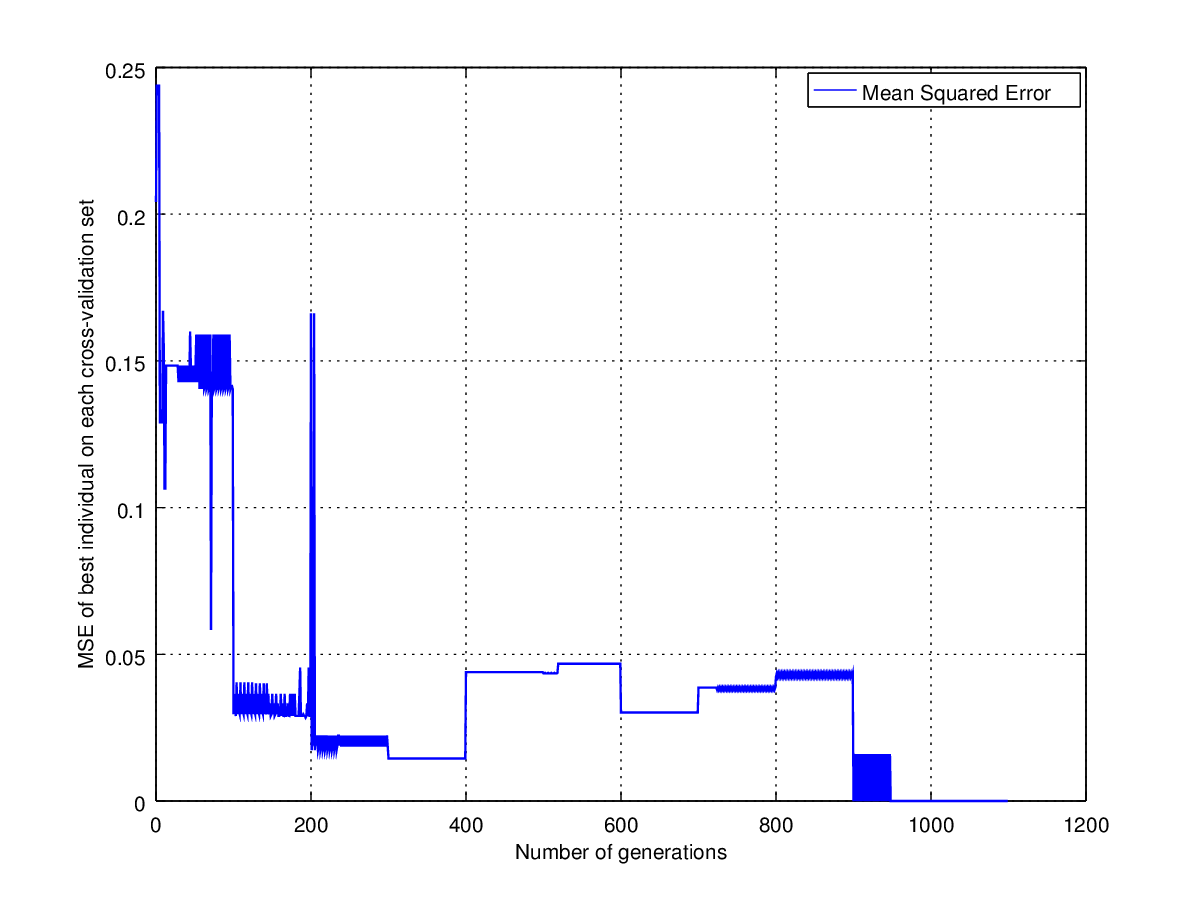 Mean Squared Error
0.25
0.2
0.15
0.1
0.05
0
MSE of best individual on each cross-validation set
0 200 400 600 800 1000 1200
Number of generations